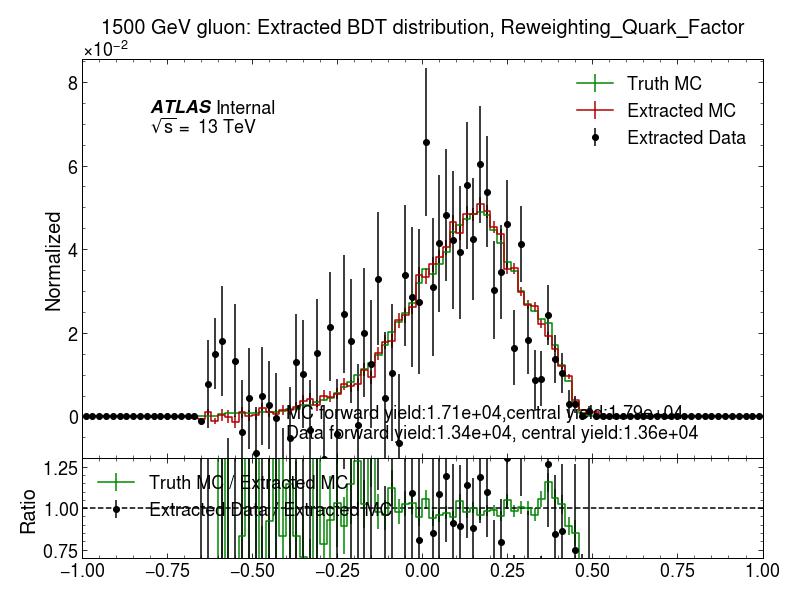 1500 GeV gluon: Extracted BDT distribution, Reweighting_Quark_Factor
×10⁻²
ATLAS Internal
√s = 13 TeV
Truth MC
Extracted MC
Extracted Data
8
6
4
2
0
Normalized
MC forward yield:1.71e+04,central yield:1.79e+04
Data forward yield:1.34e+04, central yield:1.36e+04
1.25
1.00
0.75
Ratio
Truth MC / Extracted MC
Extracted Data / Extracted MC
−1.00 −0.75 −0.50 −0.25 0.00 0.25 0.50 0.75 1.00